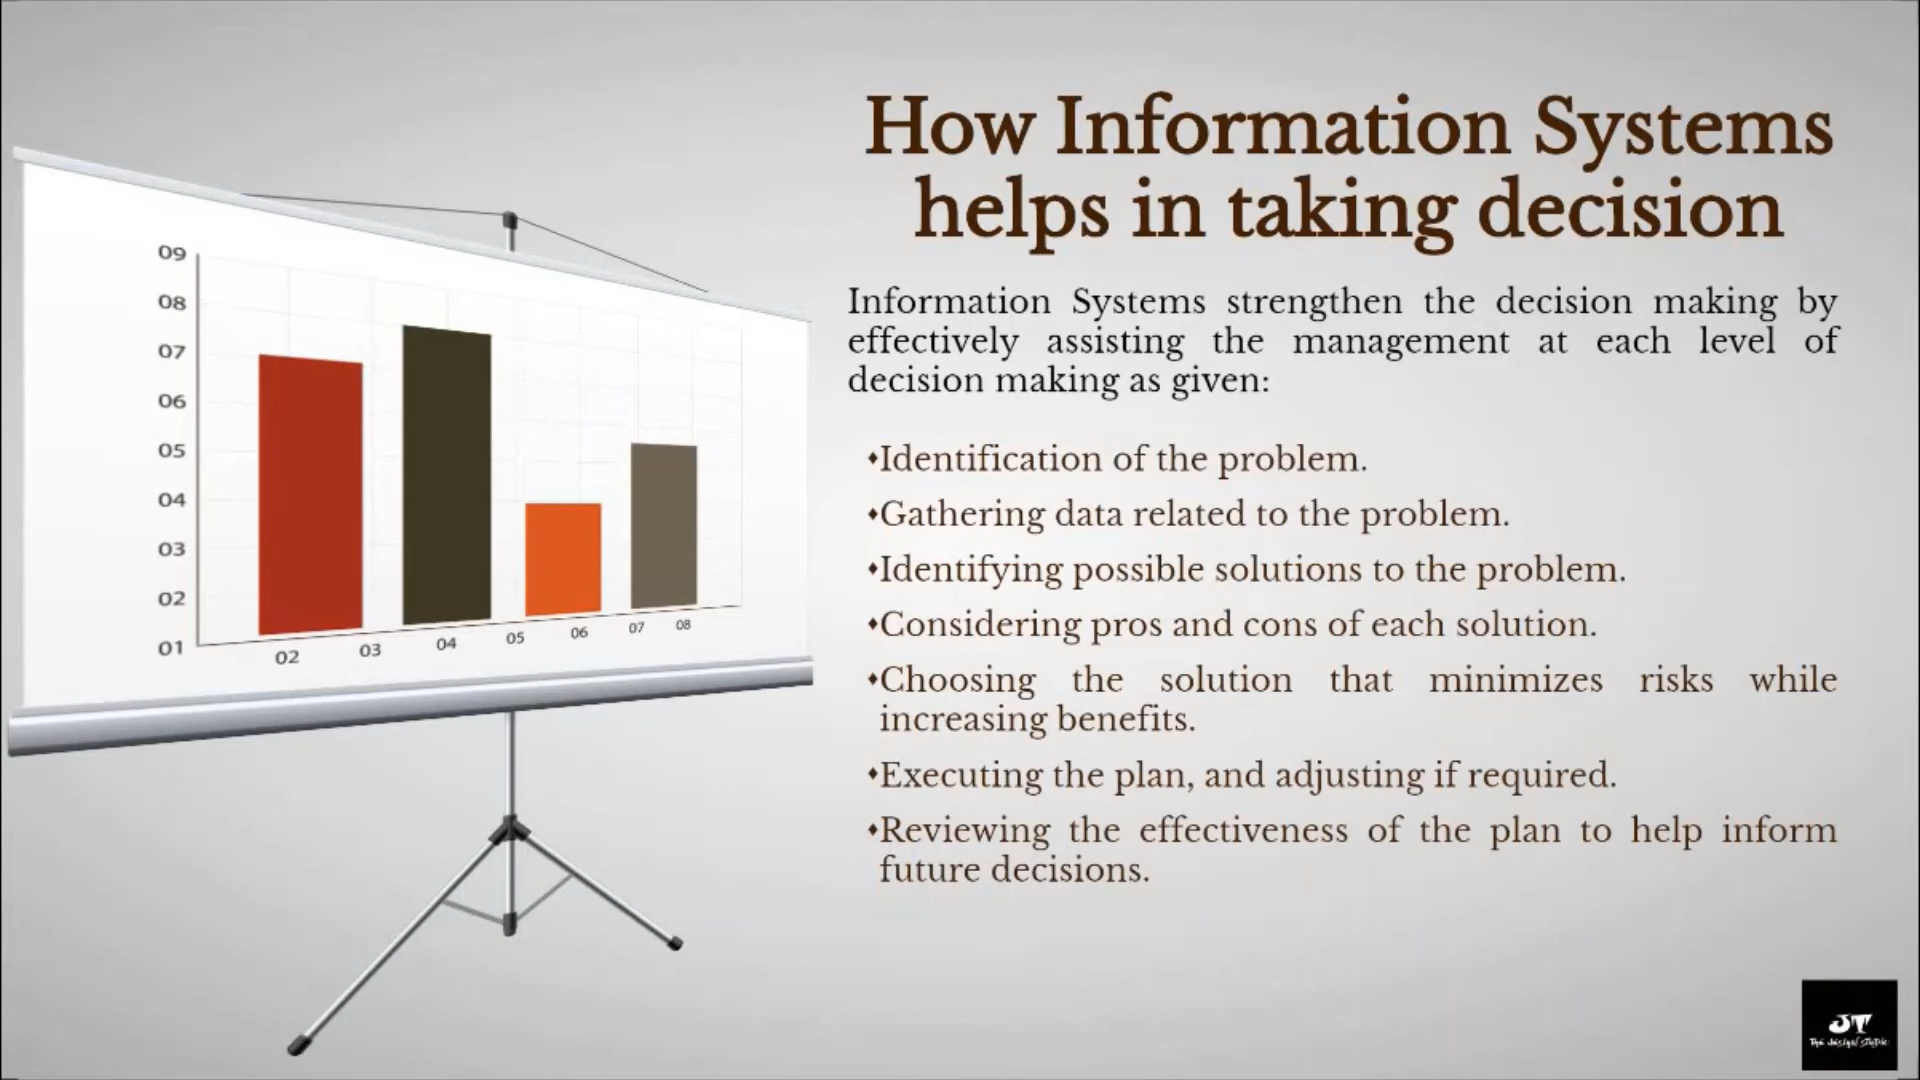 How Information Systems
helps in taking decision
Information Systems strengthen the decision making by
effectively assisting the management at each level of
decision making as given:
♦Identification of the problem.
♦Gathering data related to the problem.
♦Identifying possible solutions to the problem.
♦Considering pros and cons of each solution.
♦Choosing the solution that minimizes risks while
increasing benefits.
♦Executing the plan, and adjusting if required.
♦Reviewing the effectiveness of the plan to help inform
future decisions.
09
08
07
06
05
04
03
02
01
02 03 04 05 06 07 08
JT
The design studio